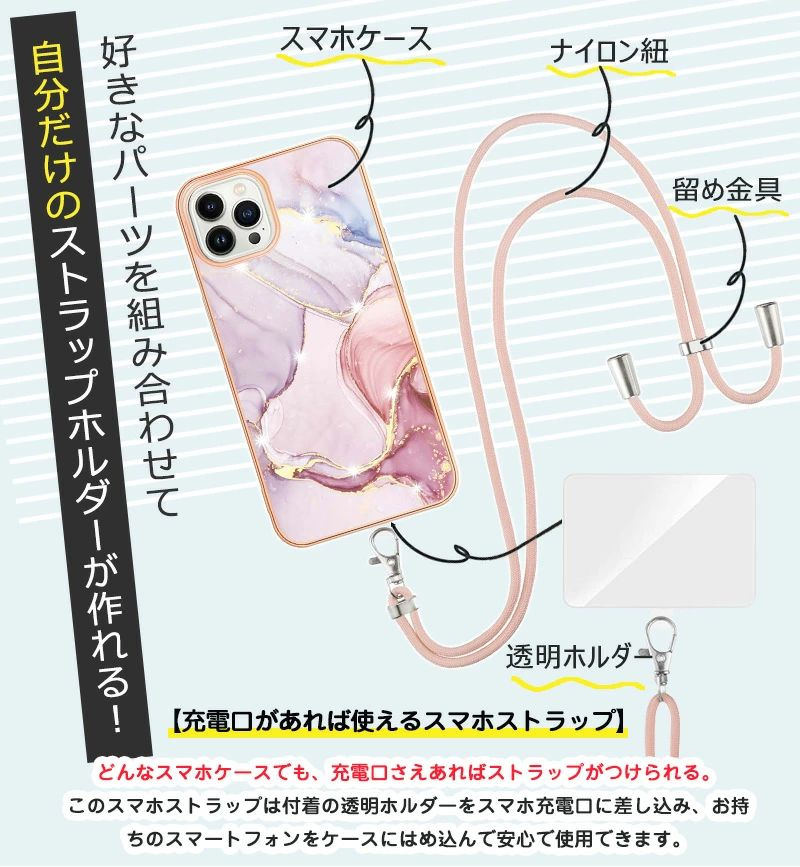 好きなパーツを組み合わせて
自分だけのストラップホルダーが作れる！
スマホケース
ナイロン紐
留め金具
透明ホルダー
【充電口があれば使えるスマホストラップ】
どんなスマホケースでも、充電口さえあればストラップがつけられる。
このスマホストラップは付着の透明ホルダーをスマホ充電口に差し込み、お持
ちのスマートフォンをケースにはめ込んで安心で使用できます。